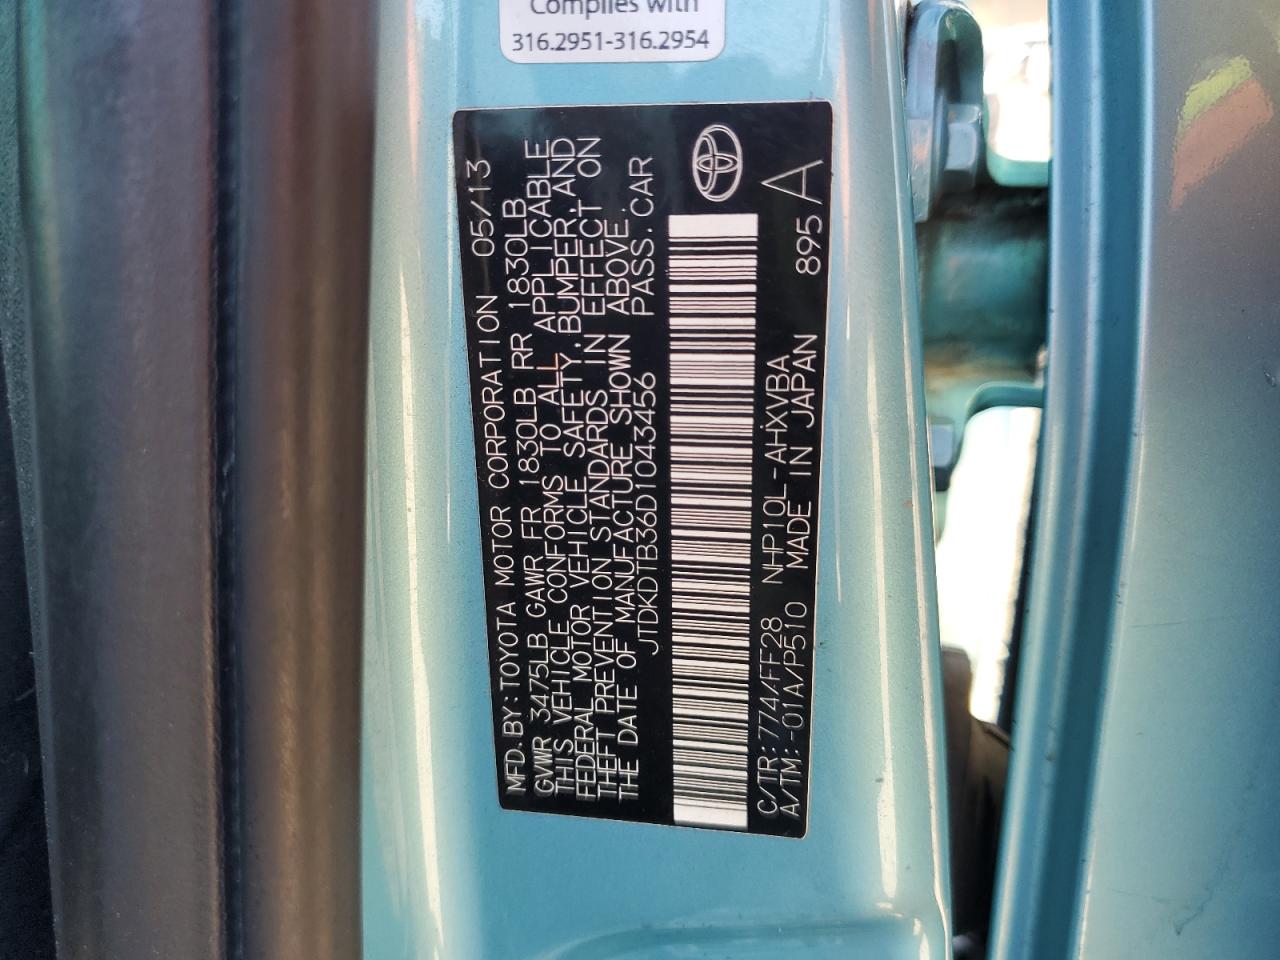 Complies with
316.2951-316.2954
MFD. BY: TOYOTA MOTOR CORPORATION 05/13
GVWR 3475LB GAWR FR 1830LB RR 1830LB
THIS VEHICLE CONFORMS TO ALL APPLICABLE
FEDERAL MOTOR VEHICLE SAFETY, BUMPER, AND
THEFT PREVENTION STANDARDS IN EFFECT ON
THE DATE OF MANUFACTURE SHOWN ABOVE.
JTDKDTB36D1043456 PASS. CAR
C/TR: 774/FF28 NHP10L-AHXVBA 895 A
A/TM: -01A/P510 MADE IN JAPAN